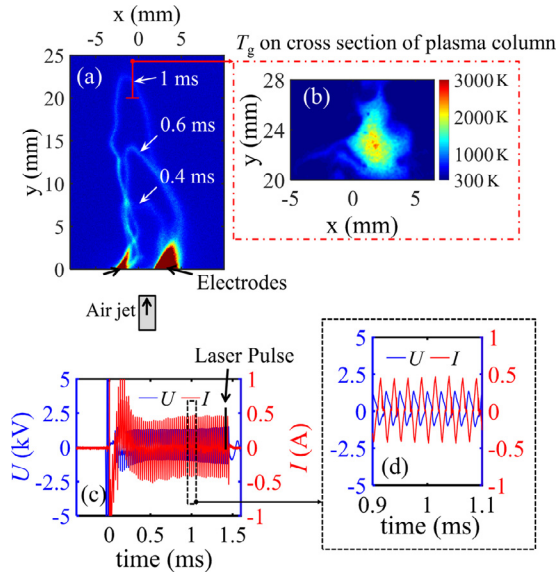 x (mm)
-5 0 5
T_g on cross section of plasma column
25
20
15
10
5
0
y (mm)
(a)
1 ms
0.6 ms
0.4 ms
Electrodes
Air jet
(b)
28
26
24
22
20
y (mm)
-5 0 5
x (mm)
3000 K
2000 K
1000 K
300 K
Laser Pulse
U I
5
2.5
0
-2.5
-5
U (kV)
1
0.5
0
-0.5
-1
I (A)
(c)
0 0.5 1 1.5
time (ms)
U I
5
2.5
0
-2.5
-5
1
0.5
0
-0.5
-1
(d)
0.9 1 1.1
time (ms)